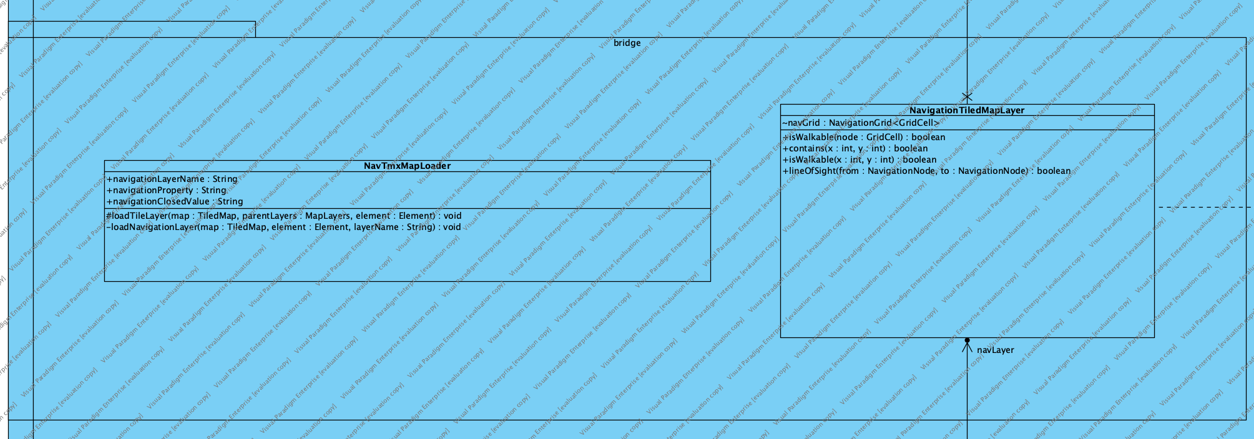 bridge
NavigationTiledMapLayer
~navGrid : NavigationGrid<GridCell>
+isWalkable(node : GridCell) : boolean
+contains(x : int, y : int) : boolean
+isWalkable(x : int, y : int) : boolean
+lineOfSight(from : NavigationNode, to : NavigationNode) : boolean
NavTmxMapLoader
+navigationLayerName : String
+navigationProperty : String
+navigationClosedValue : String
#loadTileLayer(map : TiledMap, parentLayers : MapLayers, element : Element) : void
-loadNavigationLayer(map : TiledMap, element : Element, layerName : String) : void
navLayer
Visual Paradigm Enterprise [evaluation copy]